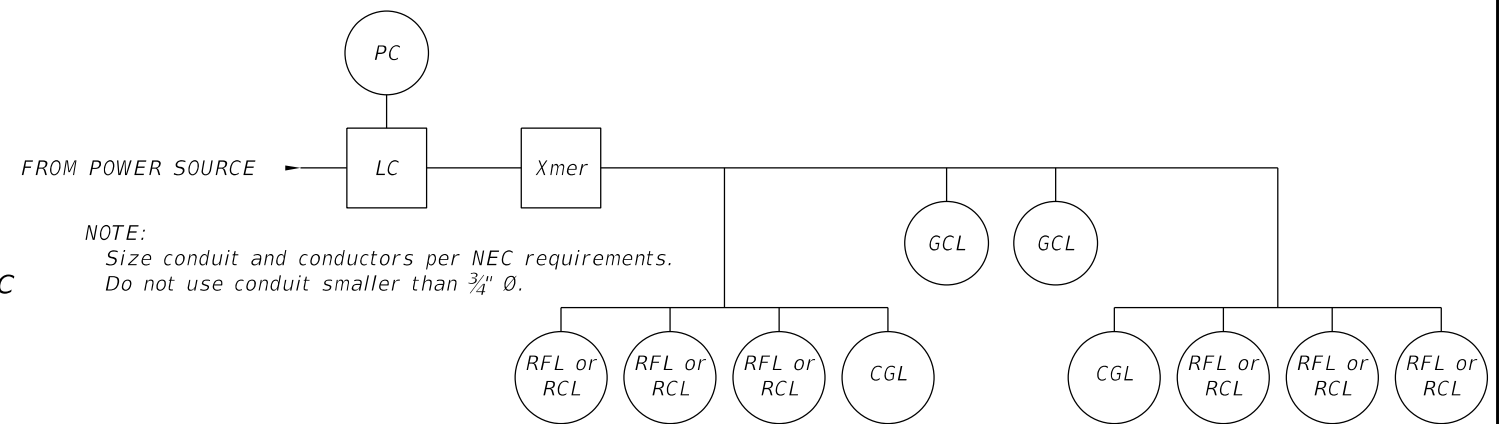 PC
FROM POWER SOURCE
LC
Xmer
NOTE:
Size conduit and conductors per NEC requirements.
Do not use conduit smaller than ¾" Ø.
C
GCL
GCL
RFL or
RCL
RFL or
RCL
RFL or
RCL
CGL
CGL
RFL or
RCL
RFL or
RCL
RFL or
RCL